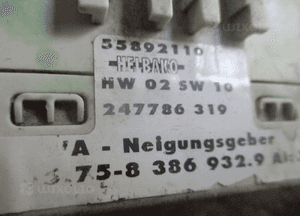 55892110
HELBAKO
HW 02 SW 10
247786 319
'A - Neigungsgeber
75-8 386 932.9